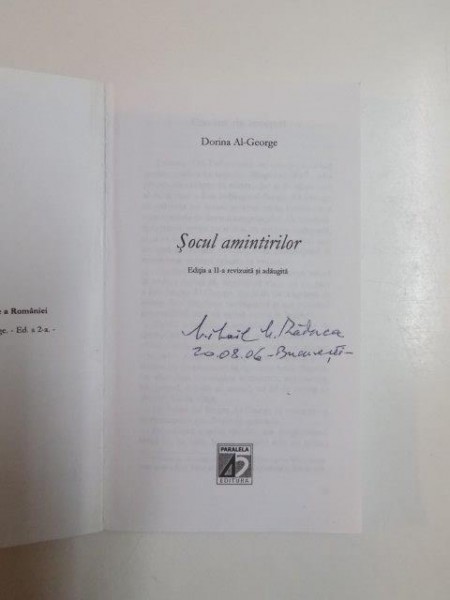 e a României
ge. - Ed. a 2-a. -
Dorina Al-George
Șocul amintirilor
Ediția a II-a revizuită și adăugită
Mihail M.
20.08.06 - București -
PARALELA
45
EDITURA